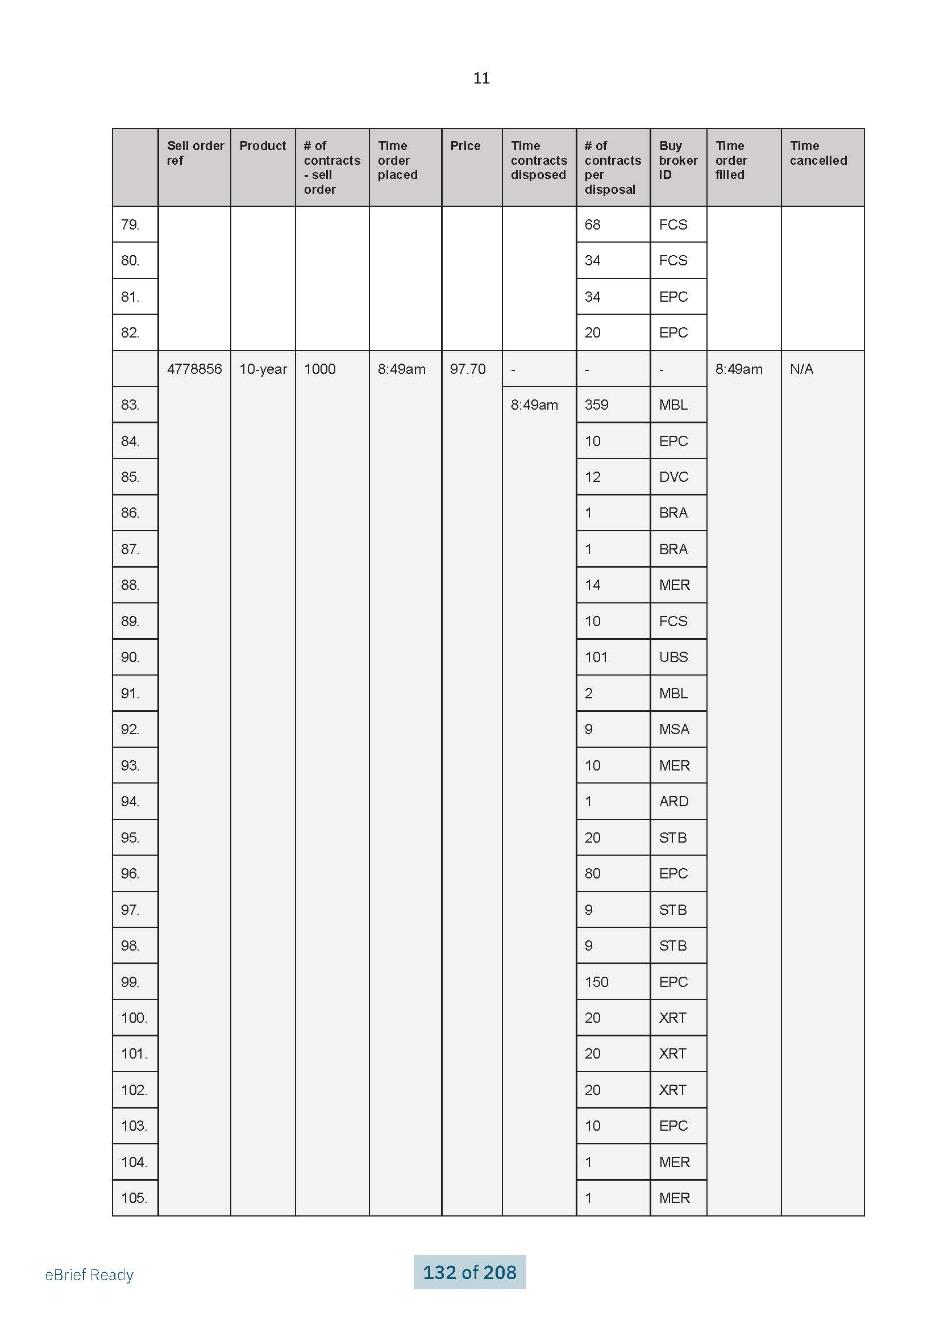 11
Sell order ref | Product | # of contracts - sell order | Time order placed | Price | Time contracts disposed | # of contracts per disposal | Buy broker ID | Time order filled | Time cancelled
79. 68 FCS
80. 34 FCS
81. 34 EPC
82. 20 EPC
4778856 10-year 1000 8:49am 97.70 - - - 8:49am N/A
83. 8:49am 359 MBL
84. 10 EPC
85. 12 DVC
86. 1 BRA
87. 1 BRA
88. 14 MER
89. 10 FCS
90. 101 UBS
91. 2 MBL
92. 9 MSA
93. 10 MER
94. 1 ARD
95. 20 STB
96. 80 EPC
97. 9 STB
98. 9 STB
99. 150 EPC
100. 20 XRT
101. 20 XRT
102. 20 XRT
103. 10 EPC
104. 1 MER
105. 1 MER
eBrief Ready
132 of 208